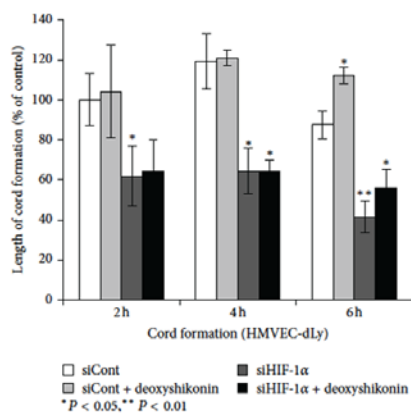 Length of cord formation (% of control)
140
120
100
80
60
40
20
0
*
*
*
*
**
*
2 h
4 h
6 h
Cord formation (HMVEC-dLy)
siCont
siHIF-1α
siCont + deoxyshikonin
siHIF-1α + deoxyshikonin
*P < 0.05, **P < 0.01